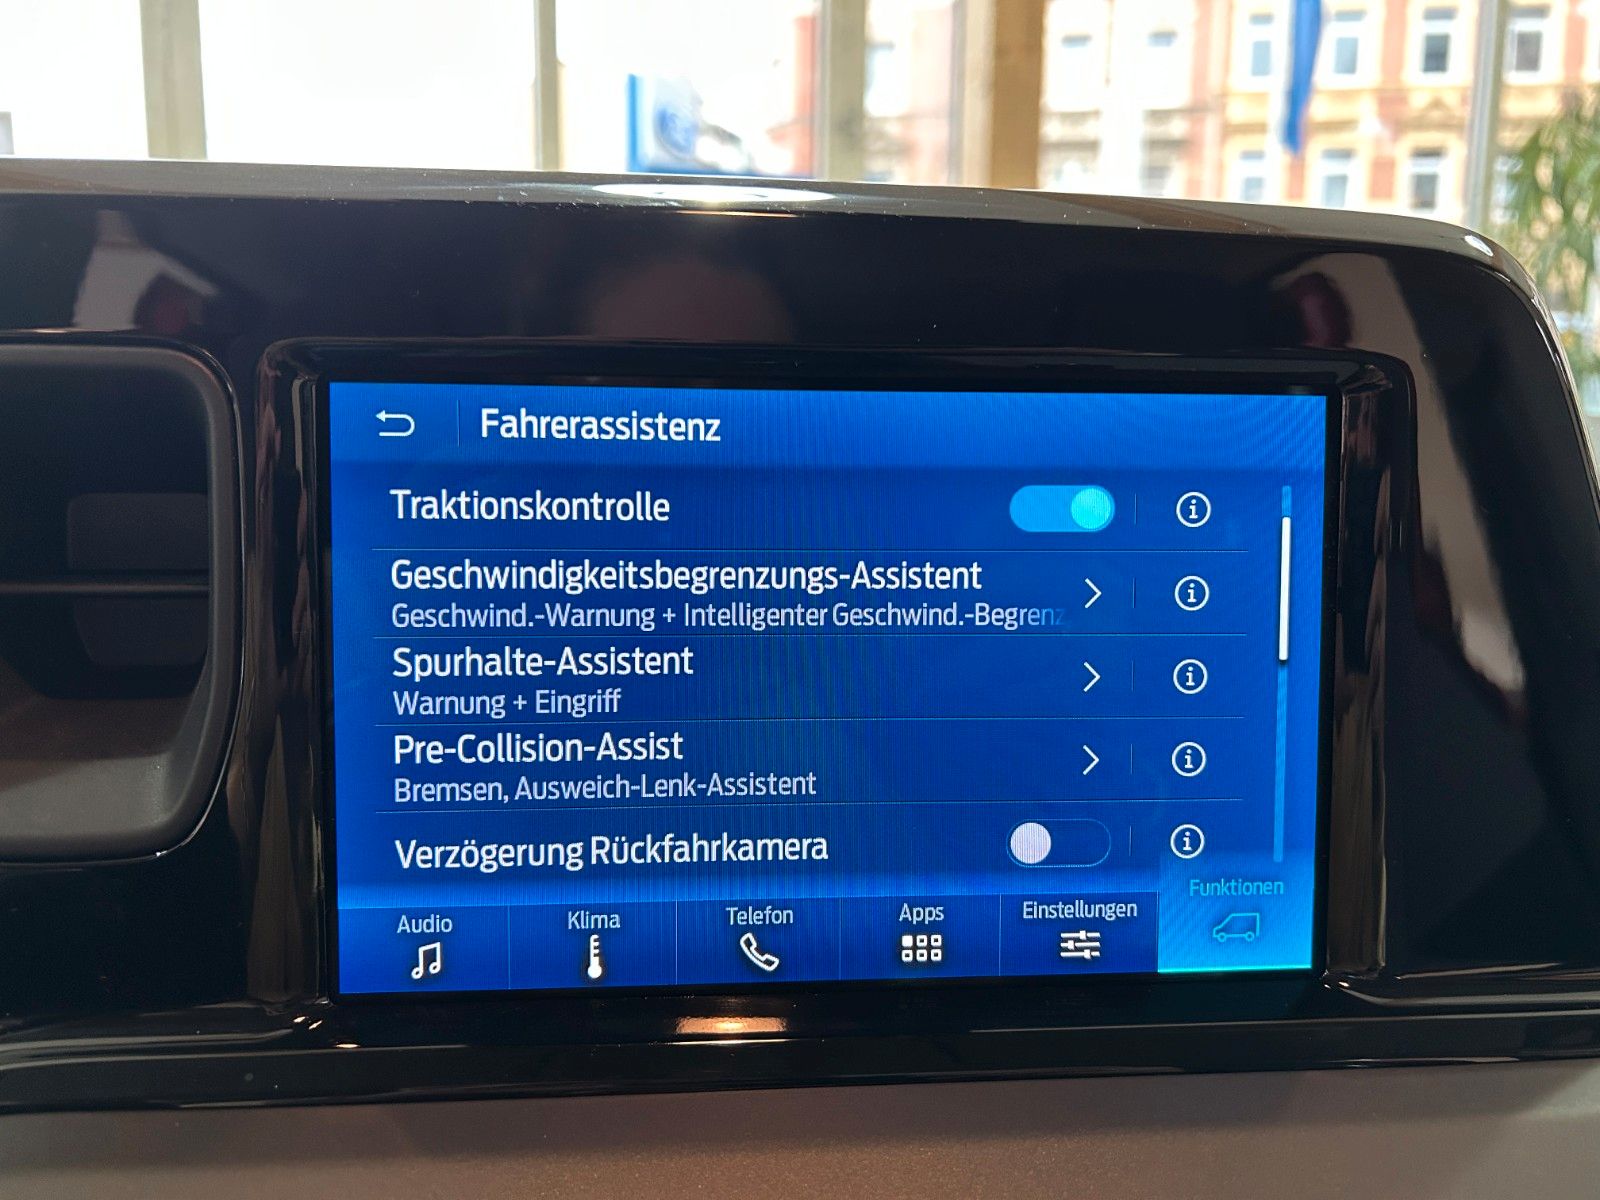 Fahrerassistenz
Traktionskontrolle
Geschwindigkeitsbegrenzungs-Assistent
Geschwind.-Warnung + Intelligenter Geschwind.-Begrenz
Spurhalte-Assistent
Warnung + Eingriff
Pre-Collision-Assist
Bremsen, Ausweich-Lenk-Assistent
Verzögerung Rückfahrkamera
Audio
Klima
Telefon
Apps
Einstellungen
Funktionen